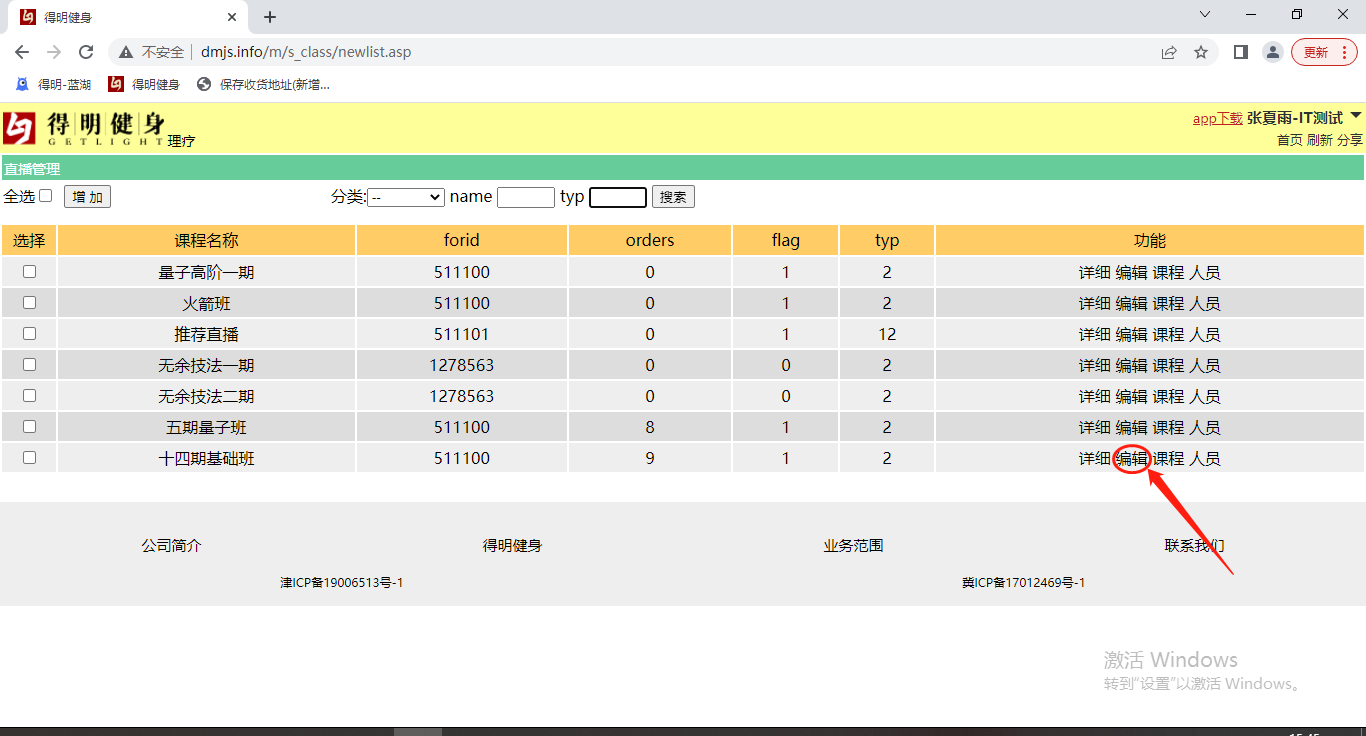 得明健身
不安全 dmjs.info/m/s_class/newlist.asp 更新
得明-蓝湖 得明健身 保存收货地址(新增...
得明健身
GETLIGHT 理疗
app下载 张夏雨-IT测试
首页 刷新 分享
直播管理
全选 增 加 分类: -- name typ 搜索
选择 课程名称 forid orders flag typ 功能
量子高阶一期 511100 0 1 2 详细 编辑 课程 人员
火箭班 511100 0 1 2 详细 编辑 课程 人员
推荐直播 511101 0 1 12 详细 编辑 课程 人员
无余技法一期 1278563 0 0 2 详细 编辑 课程 人员
无余技法二期 1278563 0 0 2 详细 编辑 课程 人员
五期量子班 511100 8 1 2 详细 编辑 课程 人员
十四期基础班 511100 9 1 2 详细 编辑 课程 人员
公司简介 得明健身 业务范围 联系我们
津ICP备19006513号-1 冀ICP备17012469号-1
激活 Windows
转到"设置"以激活 Windows。